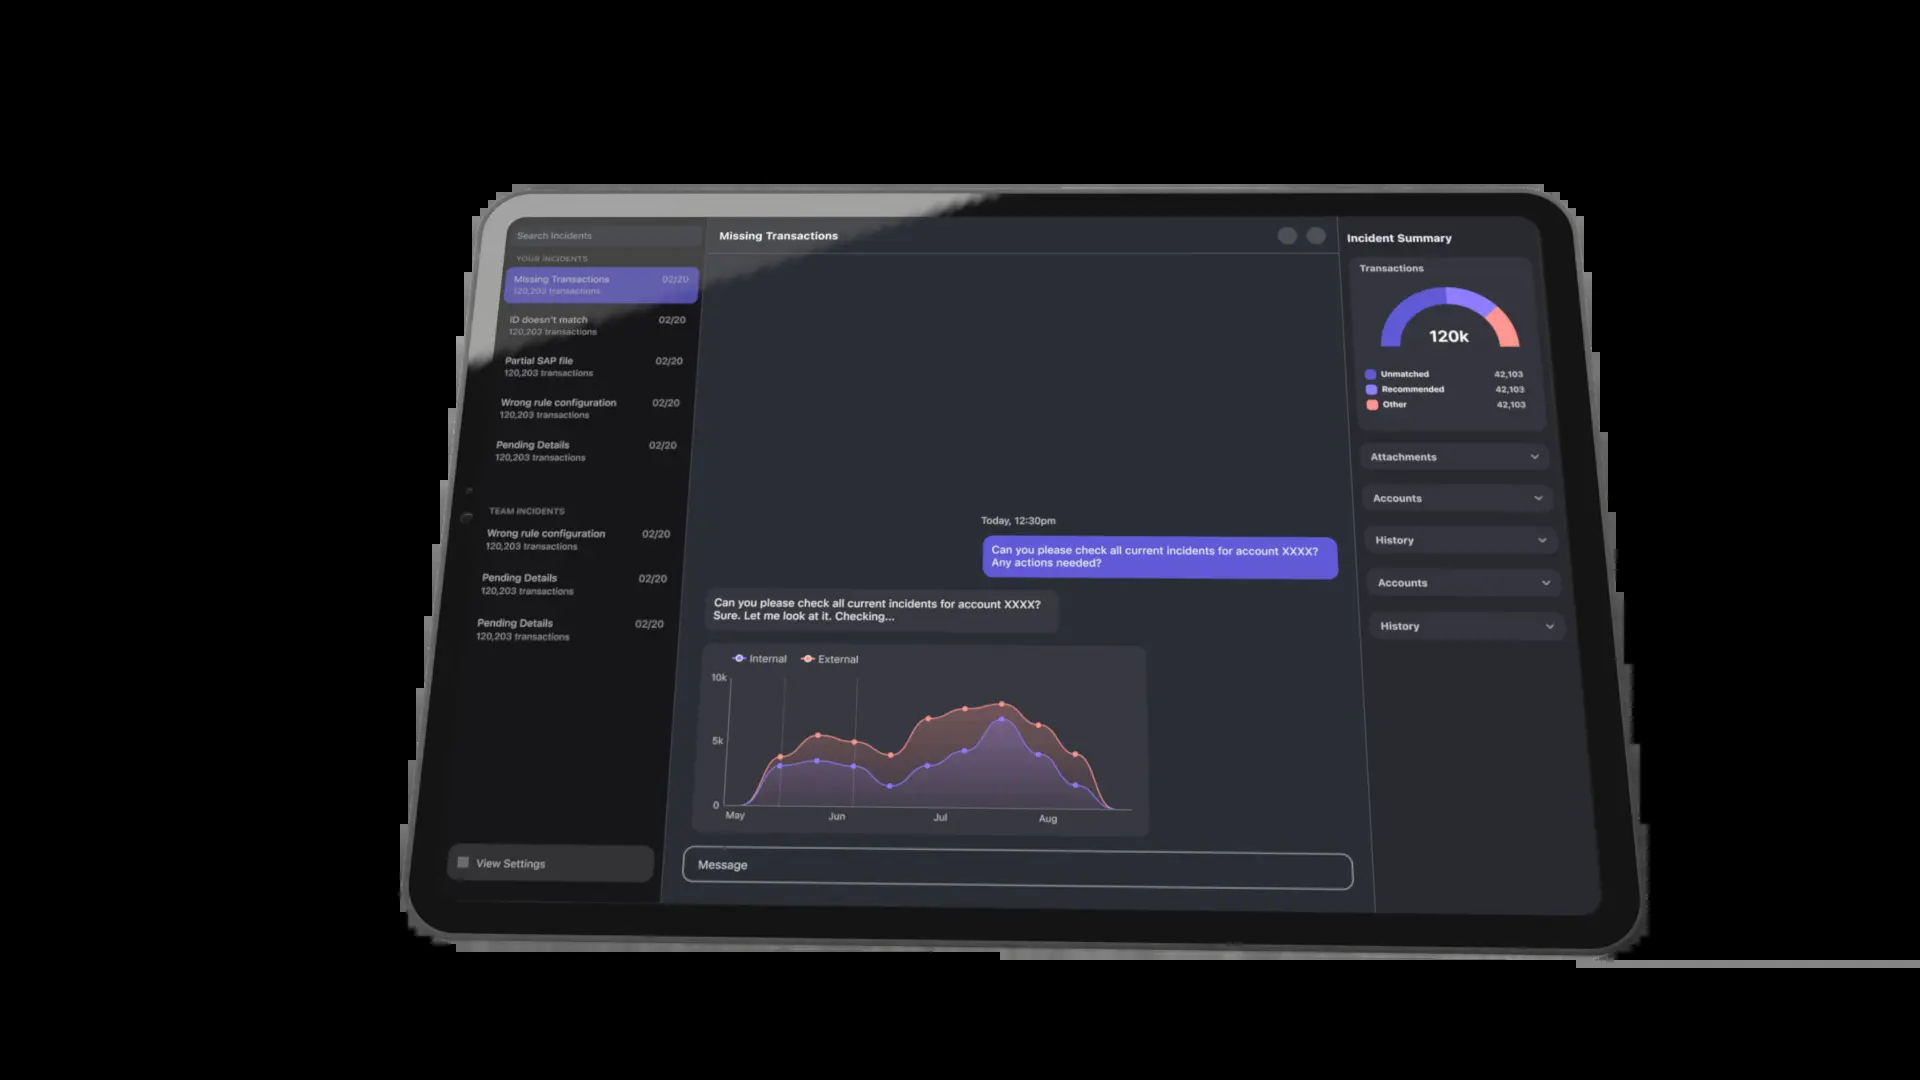 Search Incidents
YOUR INCIDENTS
Missing Transactions 02/20
120,203 transactions
ID doesn't match 02/20
120,203 transactions
Partial SAP file 02/20
120,203 transactions
Wrong rule configuration 02/20
120,203 transactions
Pending Details 02/20
120,203 transactions
TEAM INCIDENTS
Wrong rule configuration 02/20
120,203 transactions
Pending Details 02/20
120,203 transactions
Pending Details 02/20
120,203 transactions
View Settings
Missing Transactions
Today, 12:30pm
Can you please check all current incidents for account XXXX?
Any actions needed?
Can you please check all current incidents for account XXXX?
Sure. Let me look at it. Checking...
Internal External
10k
5k
0
May Jun Jul Aug
Message
Incident Summary
Transactions
120k
Unmatched 42,103
Recommended 42,103
Other 42,103
Attachments
Accounts
History
Accounts
History